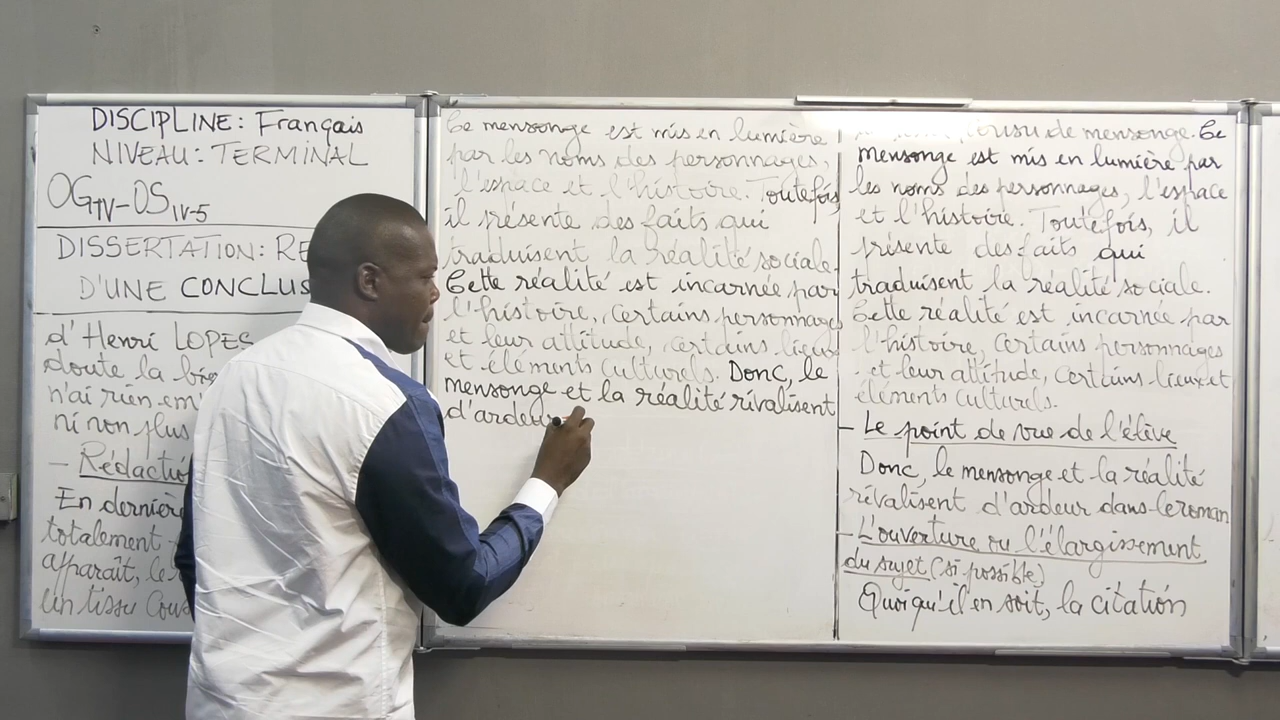 DISCIPLINE: Français
NIVEAU: TERMINAL
OG IV-OS IV-5
DISSERTATION: RE
D'UNE CONCLUS
d'Henri LOPES
doute la bie
n'ai rien em
ni non plus
- Rédactio
En dernière
totalement
apparaît, le
un tissu cous
Le mensonge est mis en lumière
par les noms des personnages,
l'espace et l'histoire. Toutefois,
il présente des faits qui
traduisent la réalité sociale.
Cette réalité est incarnée par
l'histoire, certains personnages
et leur attitude, certains lieux
et éléments culturels. Donc, le
mensonge et la réalité rivalisent
d'ardeu
cousu de mensonge. Le
mensonge est mis en lumière par
les noms des personnages, l'espace
et l'histoire. Toutefois, il
présente des faits qui
traduisent la réalité sociale.
Cette réalité est incarnée par
l'histoire, certains personnages
et leur attitude, certains lieux et
éléments culturels.
- Le point de vue de l'élève
Donc, le mensonge et la réalité
rivalisent d'ardeur dans le roman
- L'ouverture ou l'élargissement
du sujet (si possible)
Quoiqu'il en soit, la citation